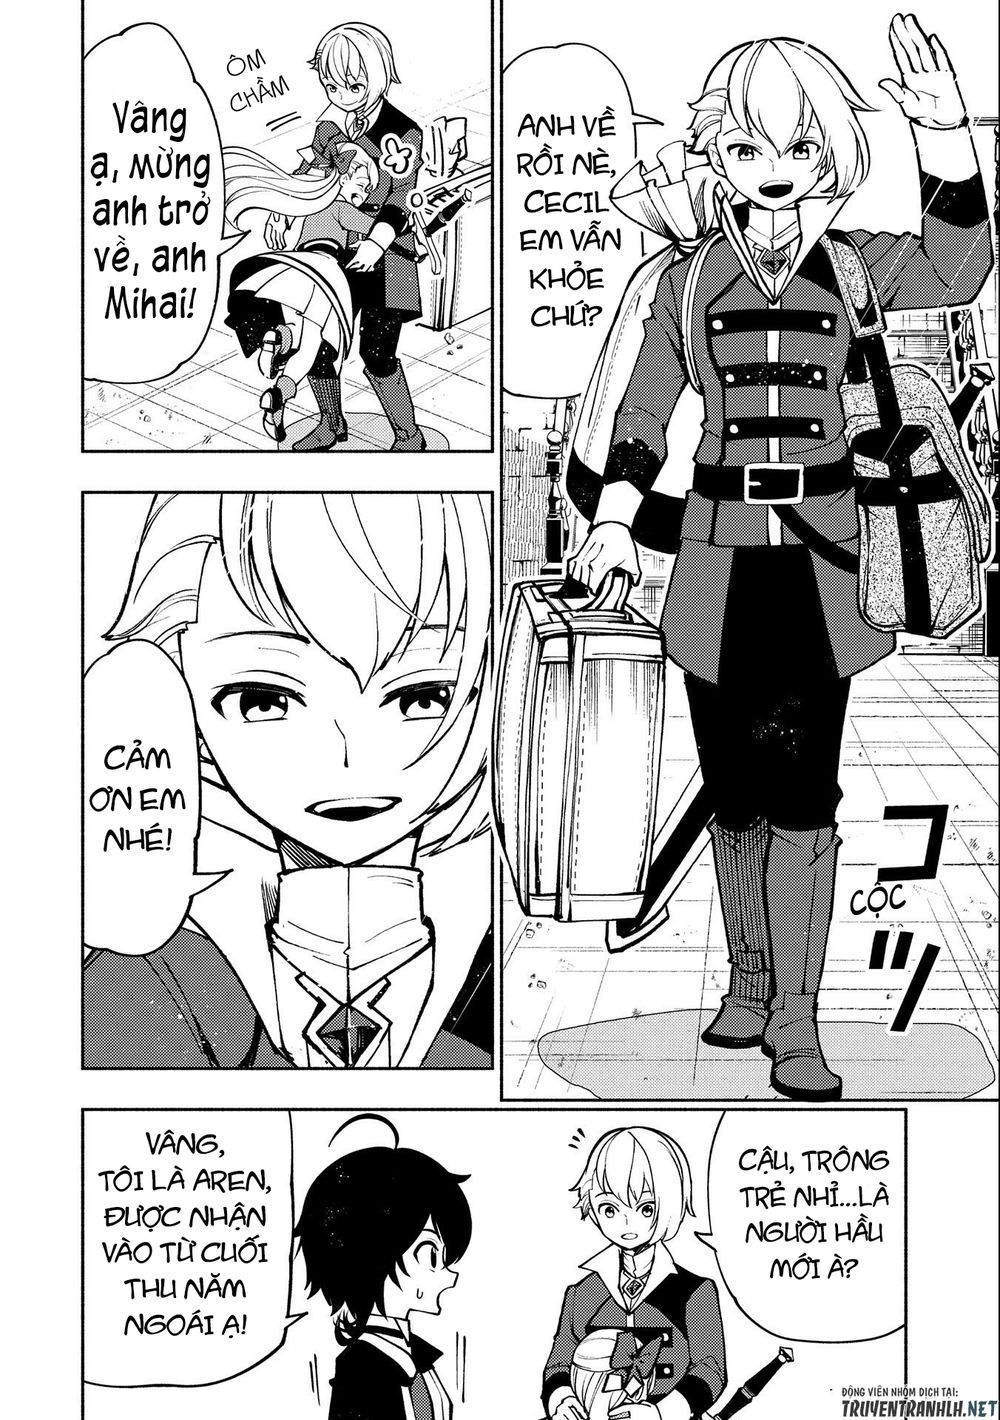 ANH VỀ
RỒI NÈ,
CECIL
EM VẪN
KHỎE
CHỨ?
コ
ツ
CỘC
ÔM
CHẦM
Vâng
ạ, mừng
anh trở
về, anh
Mihai!
CẢM
ƠN EM
NHÉ!
CẬU, TRÔNG
TRẺ NHỈ...LÀ
NGƯỜI HẦU
MỚI À?
VÂNG,
TÔI LÀ AREN,
ĐƯỢC NHẬN
VÀO TỪ CUỐI
THU NĂM
NGOÁI Ạ!
ĐỘNG VIÊN NHÓM DỊCH TẠI:
TRUYENTRANHLH.NET